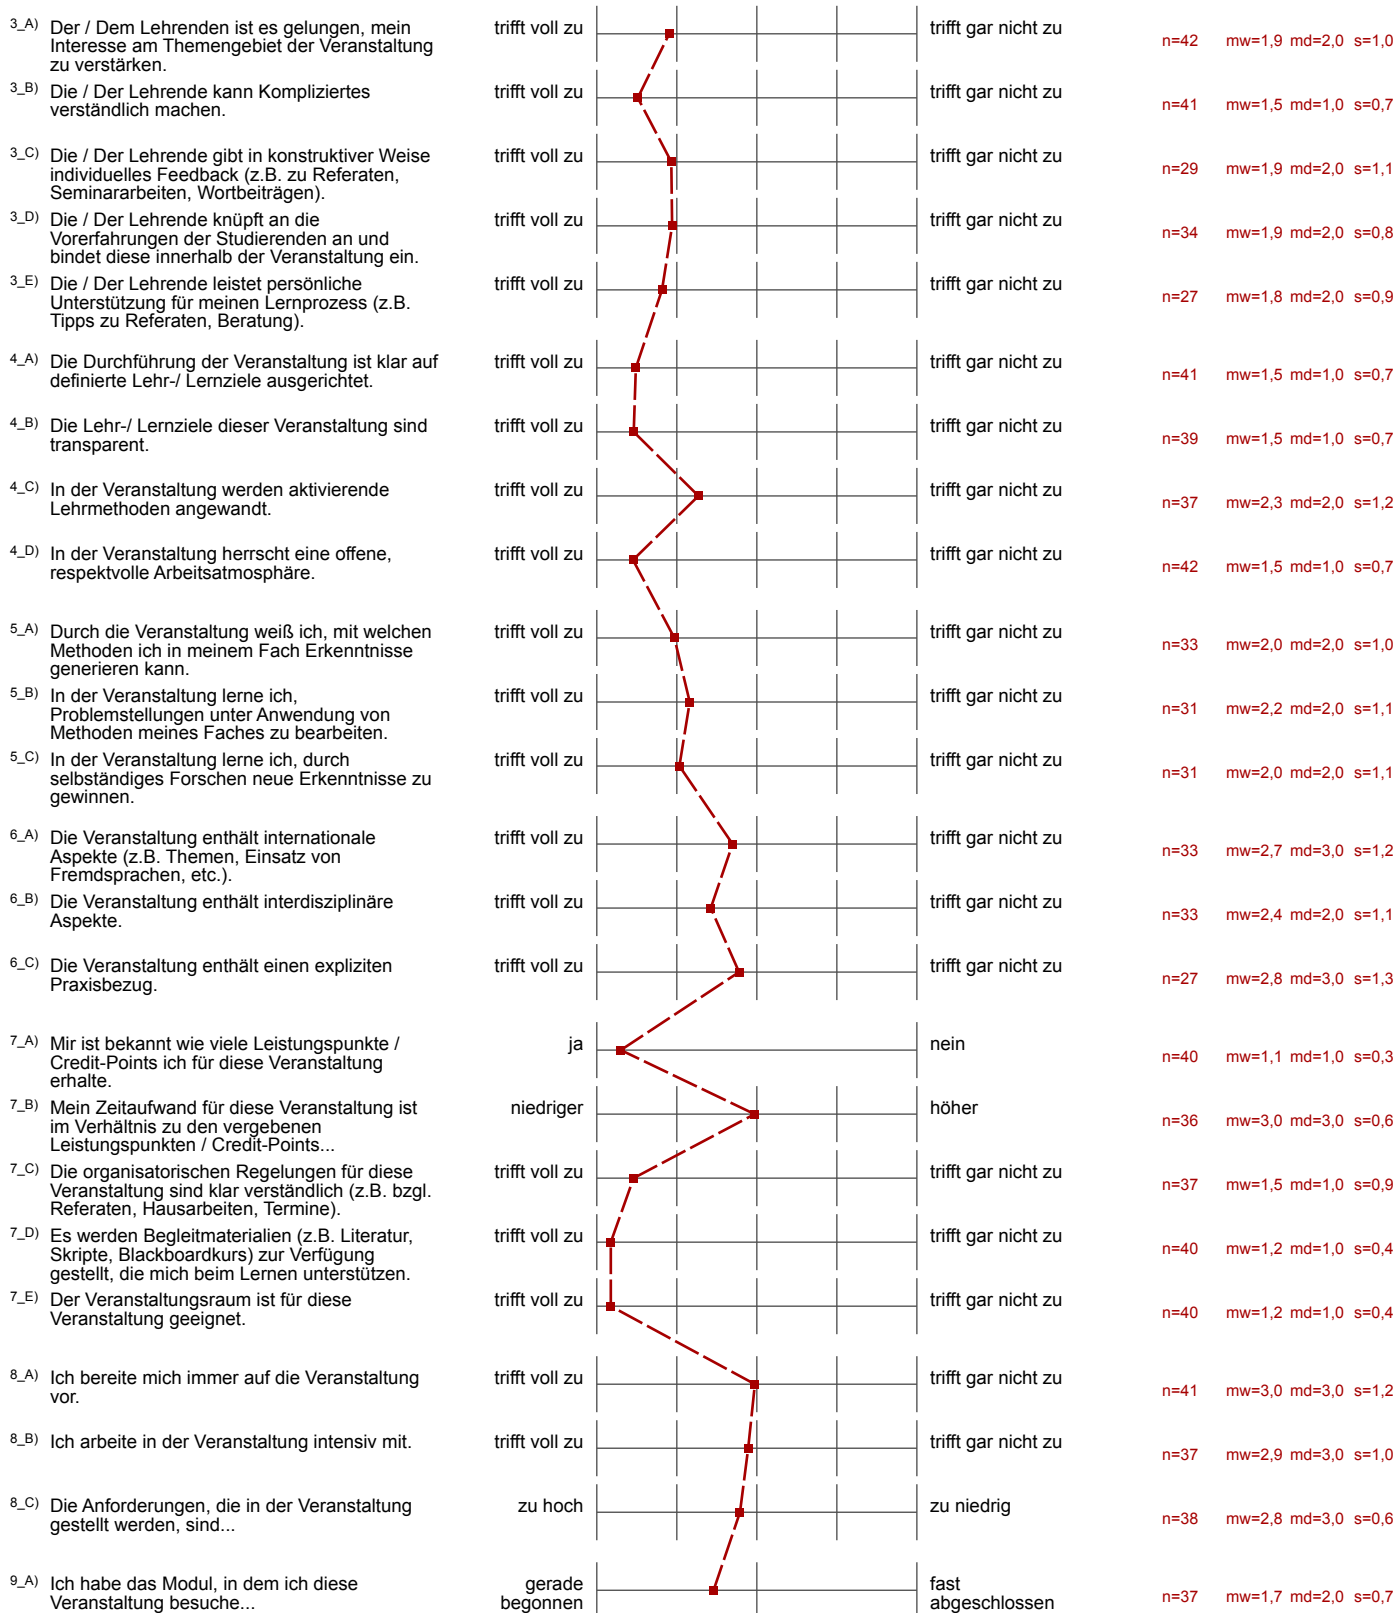 3_A) Der / Dem Lehrenden ist es gelungen, mein trifft voll zu trifft gar nicht zu
Interesse am Themengebiet der Veranstaltung n=42 mw=1,9 md=2,0 s=1,0
zu verstärken.
3_B) Die / Der Lehrende kann Kompliziertes trifft voll zu trifft gar nicht zu
verständlich machen. n=41 mw=1,5 md=1,0 s=0,7
3_C) Die / Der Lehrende gibt in konstruktiver Weise trifft voll zu trifft gar nicht zu
individuelles Feedback (z.B. zu Referaten, n=29 mw=1,9 md=2,0 s=1,1
Seminararbeiten, Wortbeiträgen).
3_D) Die / Der Lehrende knüpft an die trifft voll zu trifft gar nicht zu
Vorerfahrungen der Studierenden an und n=34 mw=1,9 md=2,0 s=0,8
bindet diese innerhalb der Veranstaltung ein.
3_E) Die / Der Lehrende leistet persönliche trifft voll zu trifft gar nicht zu
Unterstützung für meinen Lernprozess (z.B. n=27 mw=1,8 md=2,0 s=0,9
Tipps zu Referaten, Beratung).
4_A) Die Durchführung der Veranstaltung ist klar auf trifft voll zu trifft gar nicht zu
definierte Lehr-/ Lernziele ausgerichtet. n=41 mw=1,5 md=1,0 s=0,7
4_B) Die Lehr-/ Lernziele dieser Veranstaltung sind trifft voll zu trifft gar nicht zu
transparent. n=39 mw=1,5 md=1,0 s=0,7
4_C) In der Veranstaltung werden aktivierende trifft voll zu trifft gar nicht zu
Lehrmethoden angewandt. n=37 mw=2,3 md=2,0 s=1,2
4_D) In der Veranstaltung herrscht eine offene, trifft voll zu trifft gar nicht zu
respektvolle Arbeitsatmosphäre. n=42 mw=1,5 md=1,0 s=0,7
5_A) Durch die Veranstaltung weiß ich, mit welchen trifft voll zu trifft gar nicht zu
Methoden ich in meinem Fach Erkenntnisse n=33 mw=2,0 md=2,0 s=1,0
generieren kann.
5_B) In der Veranstaltung lerne ich, trifft voll zu trifft gar nicht zu
Problemstellungen unter Anwendung von n=31 mw=2,2 md=2,0 s=1,1
Methoden meines Faches zu bearbeiten.
5_C) In der Veranstaltung lerne ich, durch trifft voll zu trifft gar nicht zu
selbständiges Forschen neue Erkenntnisse zu n=31 mw=2,0 md=2,0 s=1,1
gewinnen.
6_A) Die Veranstaltung enthält internationale trifft voll zu trifft gar nicht zu
Aspekte (z.B. Themen, Einsatz von n=33 mw=2,7 md=3,0 s=1,2
Fremdsprachen, etc.).
6_B) Die Veranstaltung enthält interdisziplinäre trifft voll zu trifft gar nicht zu
Aspekte. n=33 mw=2,4 md=2,0 s=1,1
6_C) Die Veranstaltung enthält einen expliziten trifft voll zu trifft gar nicht zu
Praxisbezug. n=27 mw=2,8 md=3,0 s=1,3
7_A) Mir ist bekannt wie viele Leistungspunkte / ja nein
Credit-Points ich für diese Veranstaltung n=40 mw=1,1 md=1,0 s=0,3
erhalte.
7_B) Mein Zeitaufwand für diese Veranstaltung ist niedriger höher
im Verhältnis zu den vergebenen n=36 mw=3,0 md=3,0 s=0,6
Leistungspunkten / Credit-Points...
7_C) Die organisatorischen Regelungen für diese trifft voll zu trifft gar nicht zu
Veranstaltung sind klar verständlich (z.B. bzgl. n=37 mw=1,5 md=1,0 s=0,9
Referaten, Hausarbeiten, Termine).
7_D) Es werden Begleitmaterialien (z.B. Literatur, trifft voll zu trifft gar nicht zu
Skripte, Blackboardkurs) zur Verfügung n=40 mw=1,2 md=1,0 s=0,4
gestellt, die mich beim Lernen unterstützen.
7_E) Der Veranstaltungsraum ist für diese trifft voll zu trifft gar nicht zu
Veranstaltung geeignet. n=40 mw=1,2 md=1,0 s=0,4
8_A) Ich bereite mich immer auf die Veranstaltung trifft voll zu trifft gar nicht zu
vor. n=41 mw=3,0 md=3,0 s=1,2
8_B) Ich arbeite in der Veranstaltung intensiv mit. trifft voll zu trifft gar nicht zu
n=37 mw=2,9 md=3,0 s=1,0
8_C) Die Anforderungen, die in der Veranstaltung zu hoch zu niedrig
gestellt werden, sind... n=38 mw=2,8 md=3,0 s=0,6
9_A) Ich habe das Modul, in dem ich diese gerade fast
Veranstaltung besuche... begonnen abgeschlossen n=37 mw=1,7 md=2,0 s=0,7